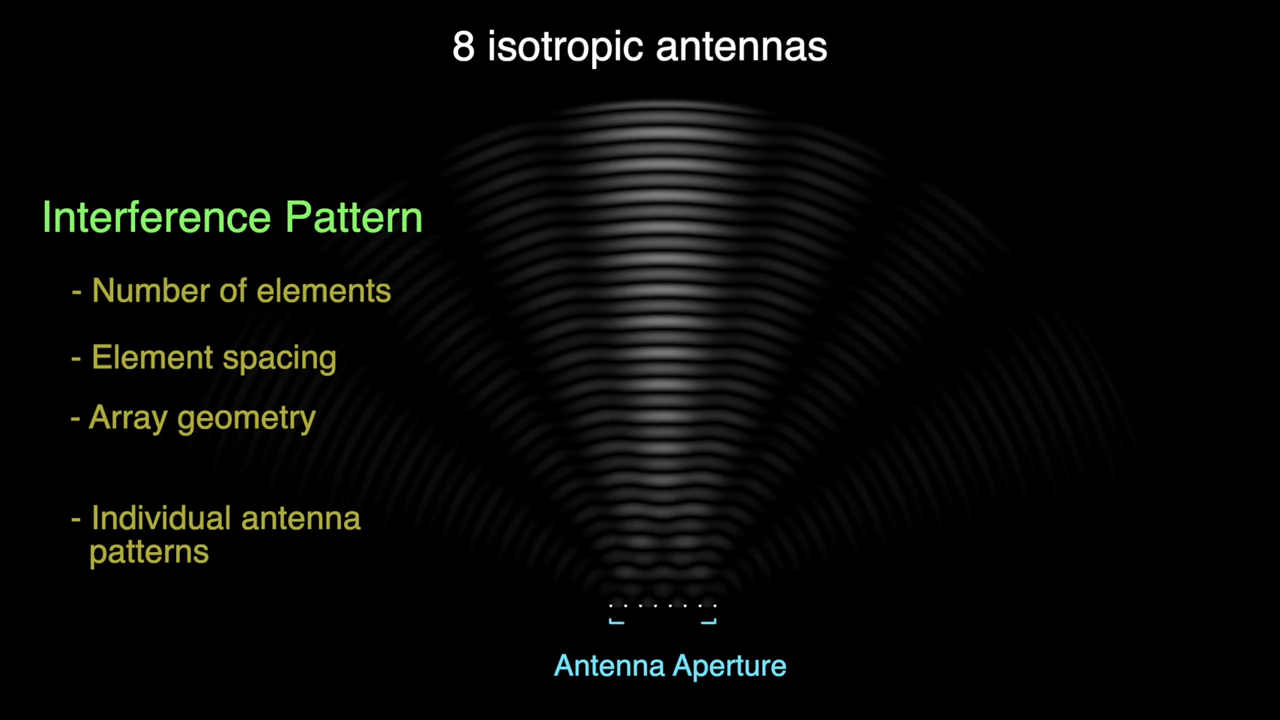 8 isotropic antennas
Interference Pattern
- Number of elements
- Element spacing
- Array geometry
- Individual antenna
patterns
Antenna Aperture